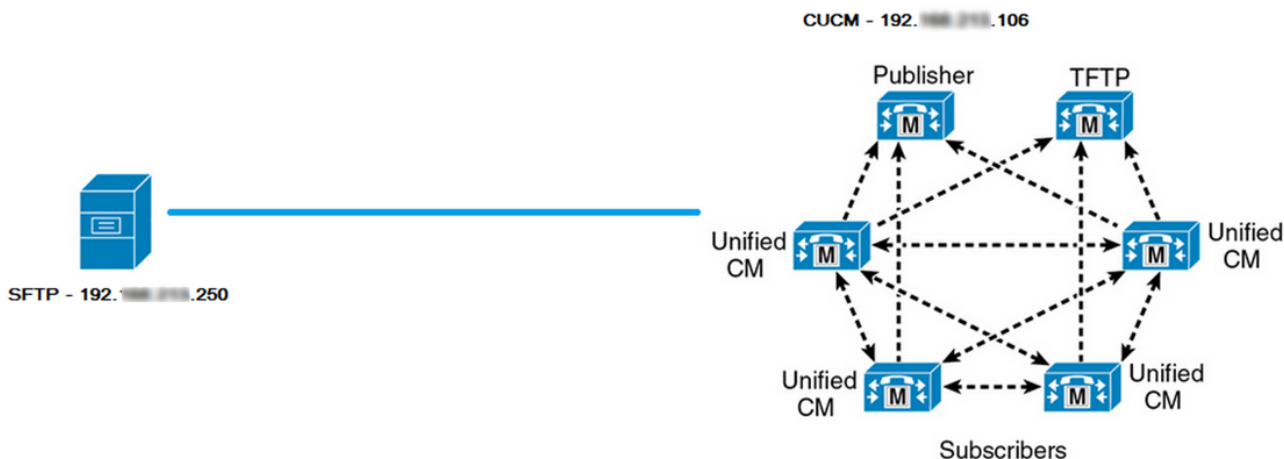 CUCM - 192. .106
Publisher
TFTP
M
M
Unified
CM
M
M
Unified
CM
SFTP - 192. .250
Unified
CM
M
M
Unified
CM
Subscribers